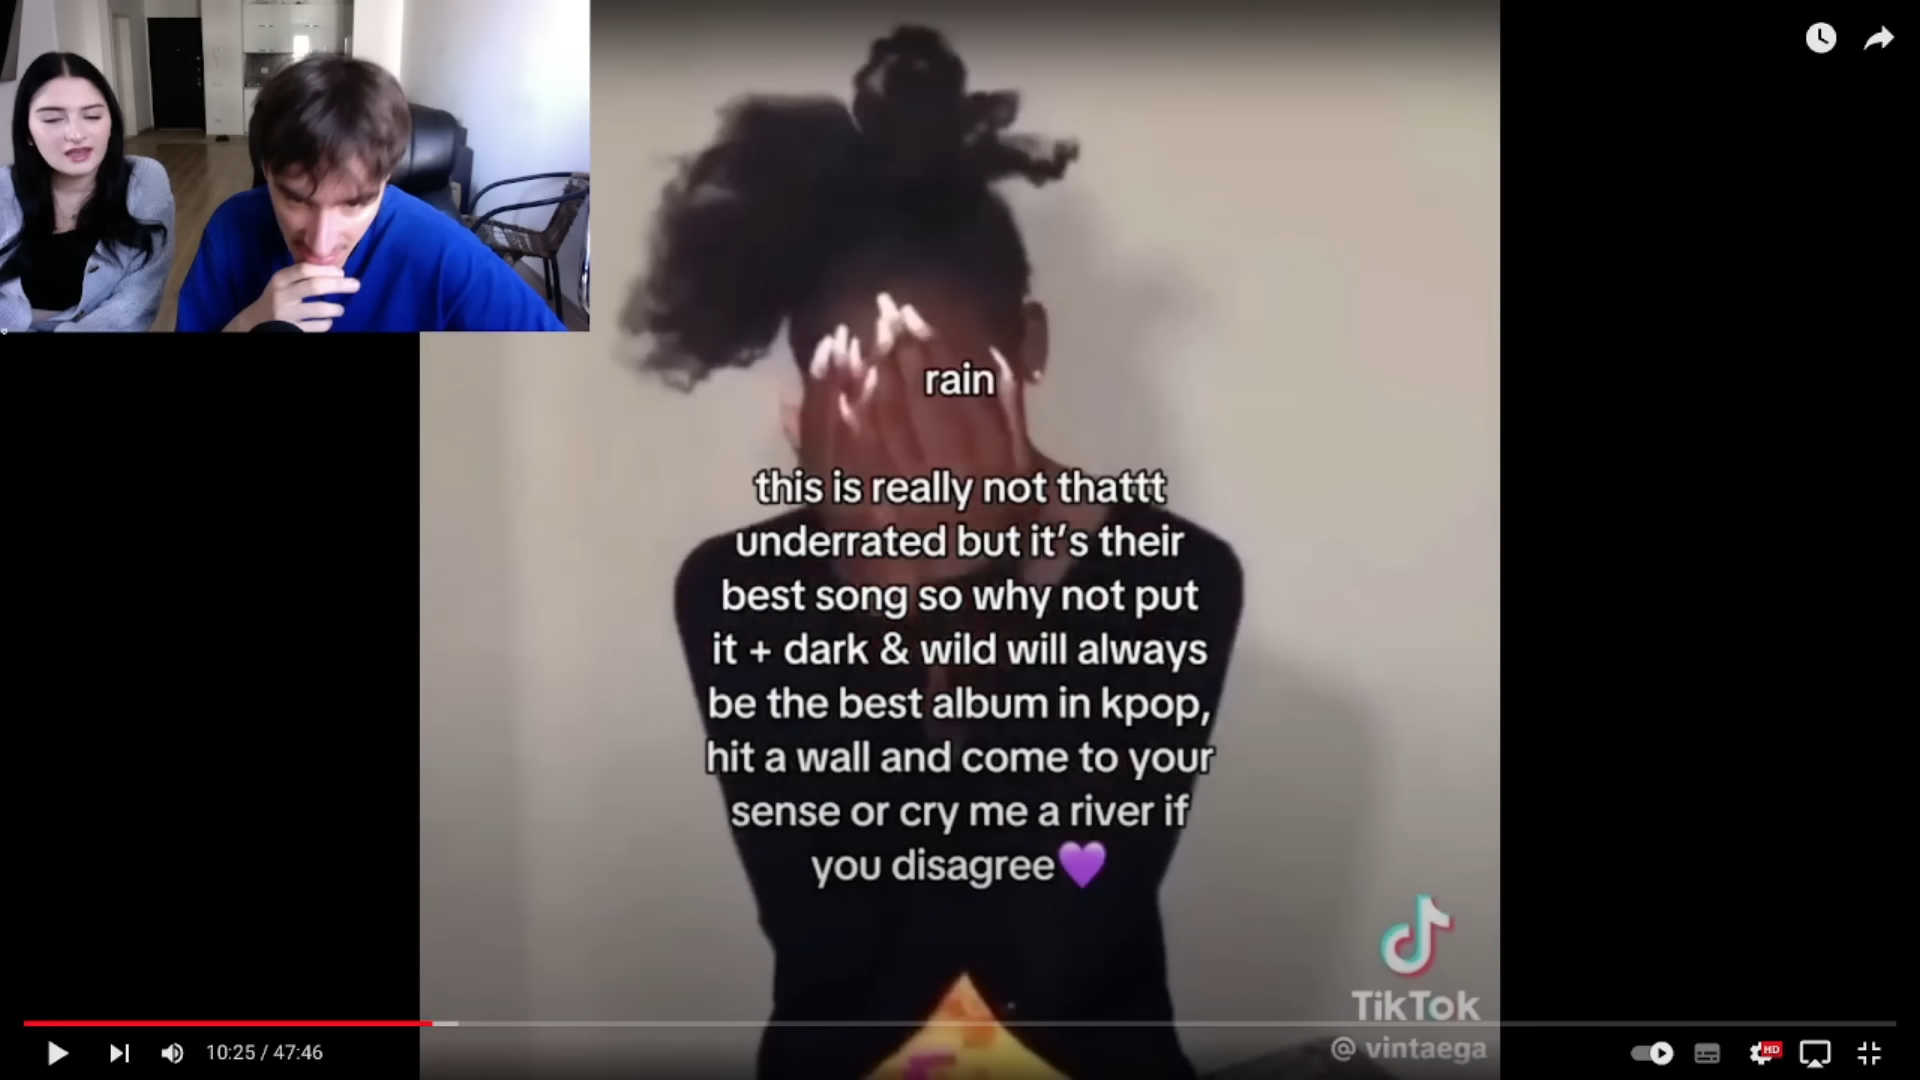 rain
this is really not thattt
underrated but it's their
best song so why not put
it + dark & wild will always
be the best album in kpop,
hit a wall and come to your
sense or cry me a river if
you disagree💜
TikTok
@ vintaega
10:25 / 47:46
HD